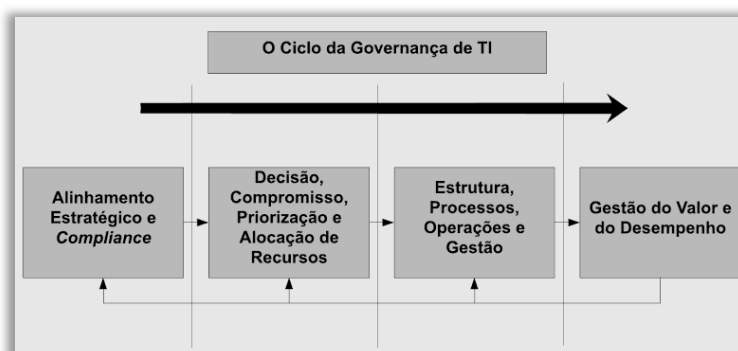 O Ciclo da Governança de TI
Alinhamento
Estratégico e
Compliance
Decisão,
Compromisso,
Priorização e
Alocação de
Recursos
Estrutura,
Processos,
Operações e
Gestão
Gestão do Valor e
do Desempenho